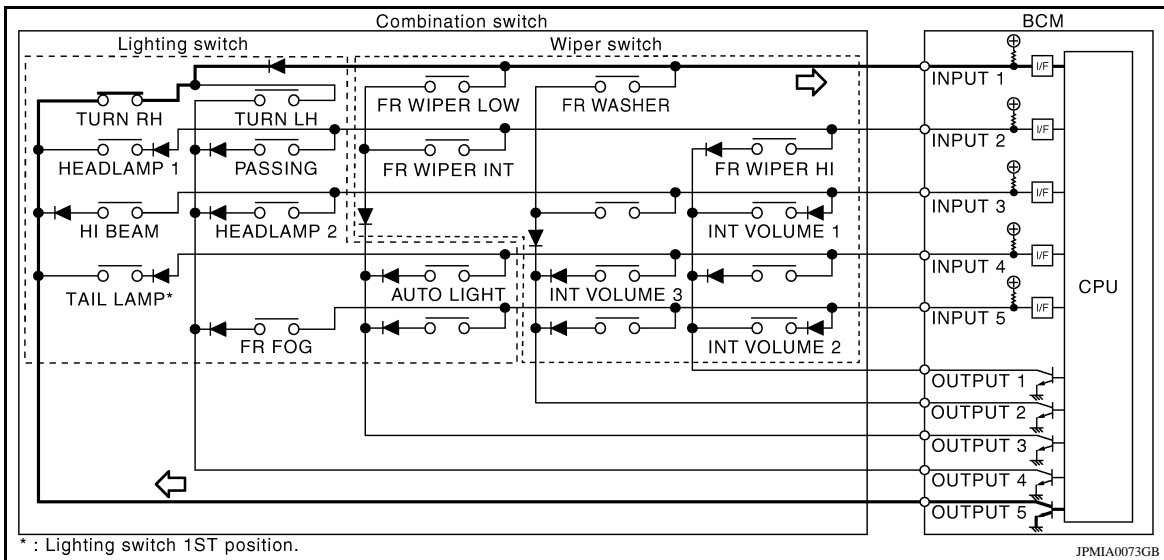 Combination switch
BCM
Lighting switch
Wiper switch
INPUT 1
I/F
TURN RH
TURN LH
FR WIPER LOW
FR WASHER
INPUT 2
I/F
HEADLAMP 1
PASSING
FR WIPER INT
FR WIPER HI
INPUT 3
I/F
HI BEAM
HEADLAMP 2
INT VOLUME 1
INPUT 4
I/F
CPU
TAIL LAMP*
AUTO LIGHT
INT VOLUME 3
INPUT 5
I/F
FR FOG
INT VOLUME 2
OUTPUT 1
OUTPUT 2
OUTPUT 3
OUTPUT 4
OUTPUT 5
* : Lighting switch 1ST position.
JPMIA0073GB